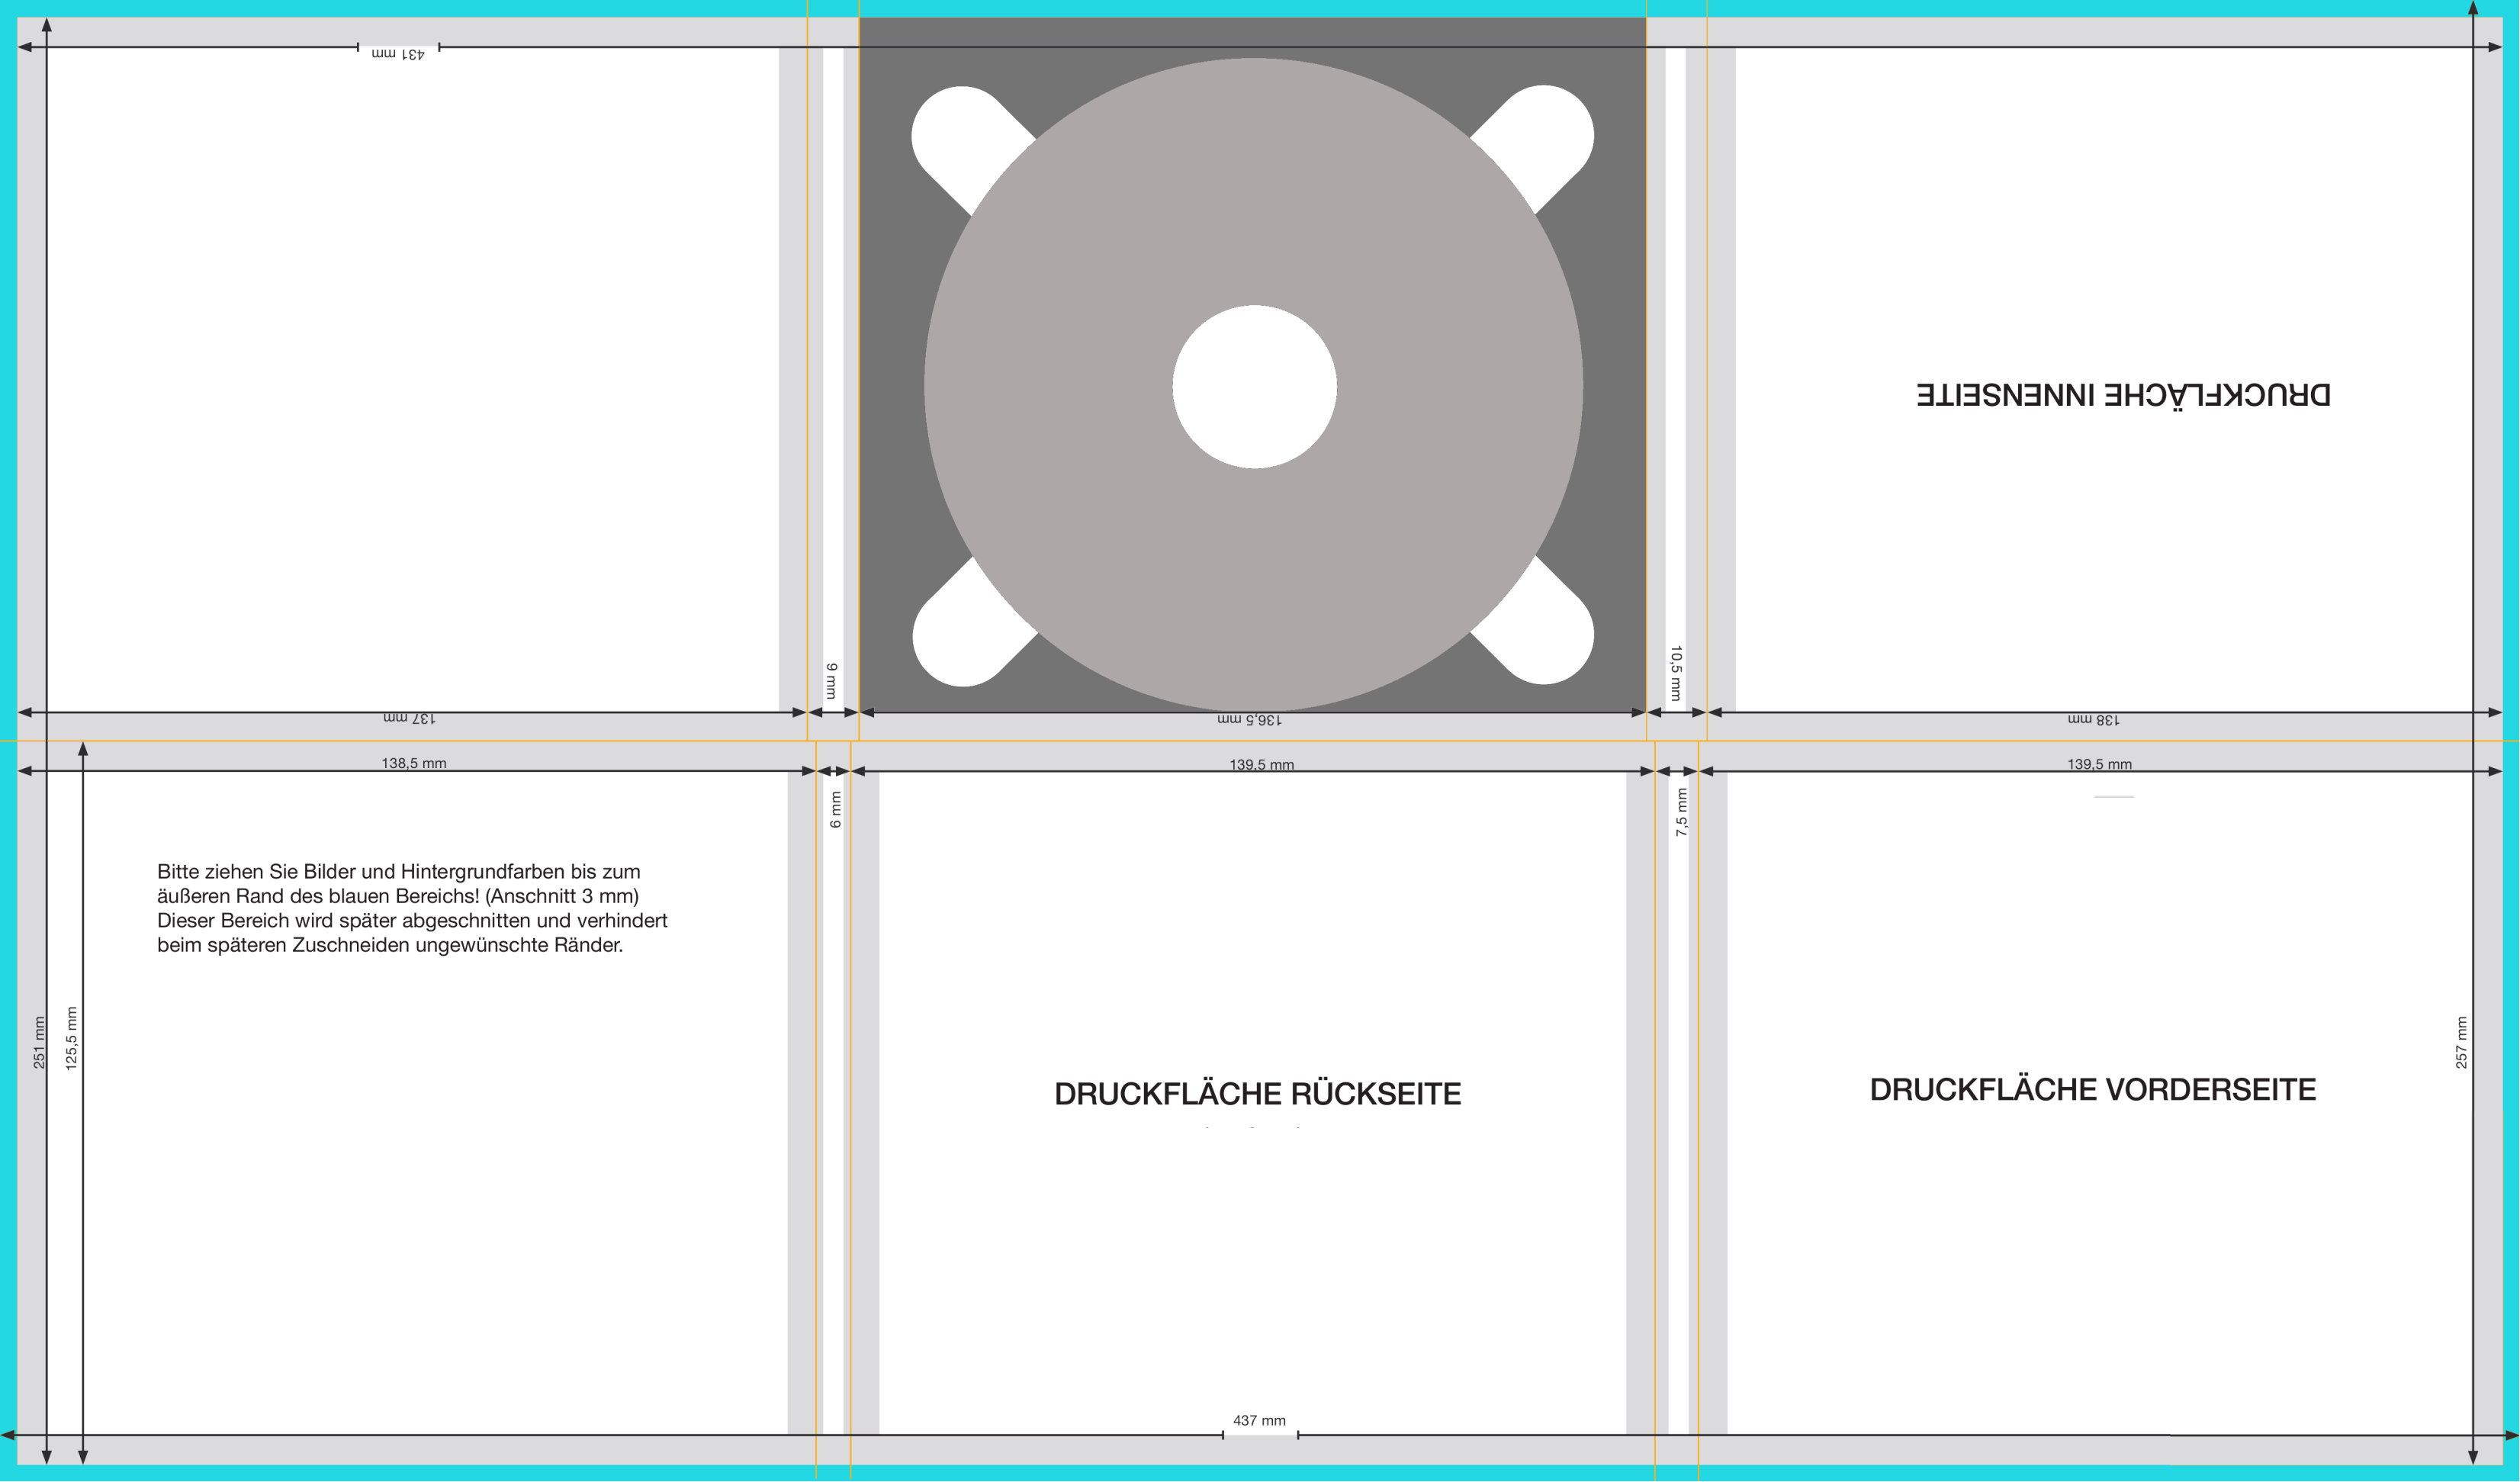 431 mm
DRUCKFLÄCHE INNENSEITE
9 mm
10,5 mm
137 mm
136,5 mm
138 mm
138,5 mm
139,5 mm
139,5 mm
6 mm
7,5 mm
Bitte ziehen Sie Bilder und Hintergrundfarben bis zum
äußeren Rand des blauen Bereichs! (Anschnitt 3 mm)
Dieser Bereich wird später abgeschnitten und verhindert
beim späteren Zuschneiden ungewünschte Ränder.
251 mm
125,5 mm
257 mm
DRUCKFLÄCHE RÜCKSEITE
DRUCKFLÄCHE VORDERSEITE
437 mm